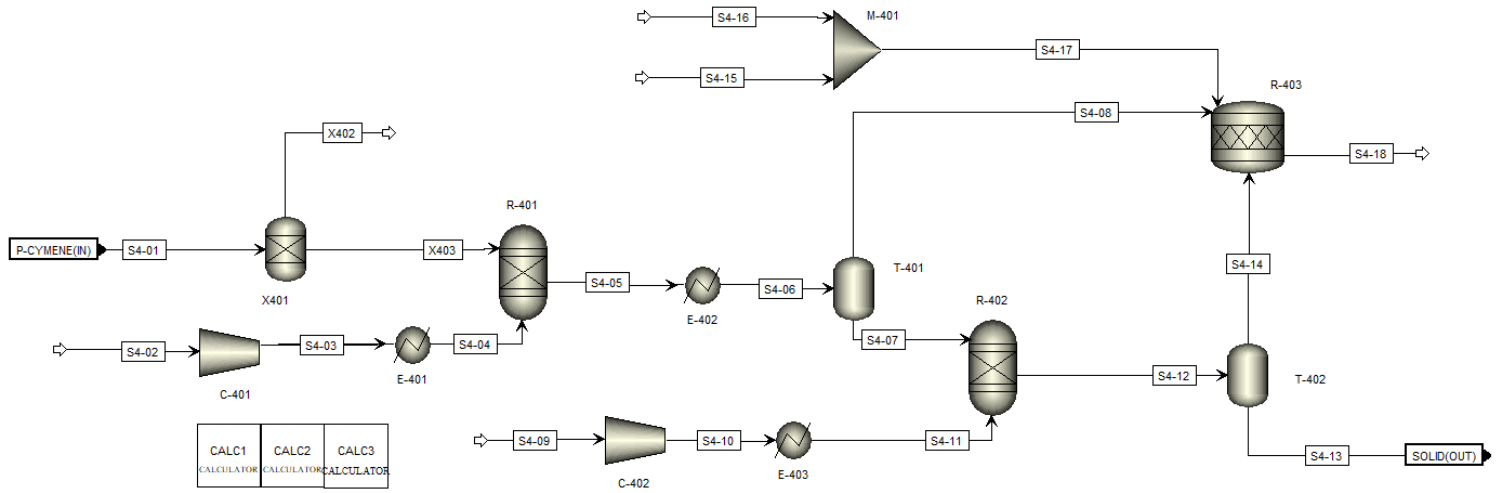 S4-16
M-401
S4-17
S4-15
R-403
S4-08
X402
S4-18
R-401
P-CYMENE(IN)
S4-01
X403
T-401
S4-14
S4-05
S4-06
X401
E-402
R-402
S4-02
S4-03
S4-04
S4-07
E-401
S4-12
T-402
C-401
S4-09
S4-10
S4-11
CALC1
CALC2
CALC3
S4-13
SOLID(OUT)
CALCULATOR
CALCULATOR
CALCULATOR
E-403
C-402